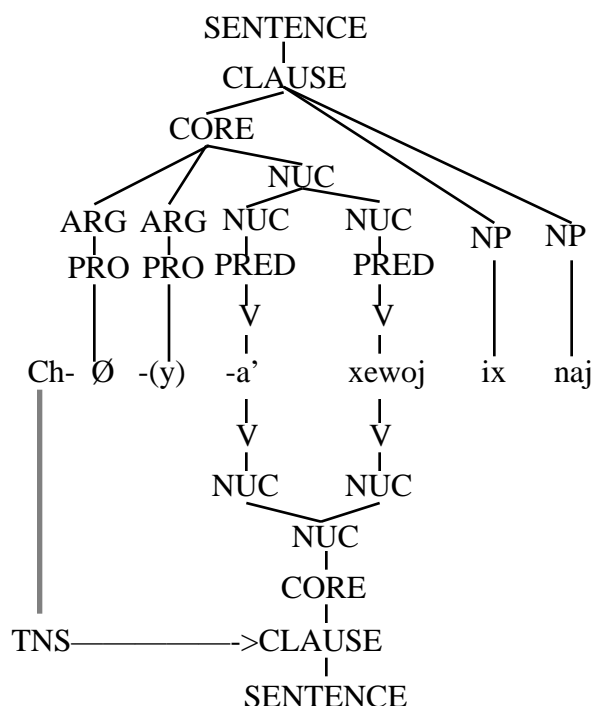 SENTENCE
CLAUSE
CORE
NUC
ARG ARG NUC NUC NP NP
PRO PRO PRED PRED
V V
Ch- Ø -(y) -a’ xewoj ix naj
V V
NUC NUC
NUC
CORE
TNS ->CLAUSE
SENTENCE